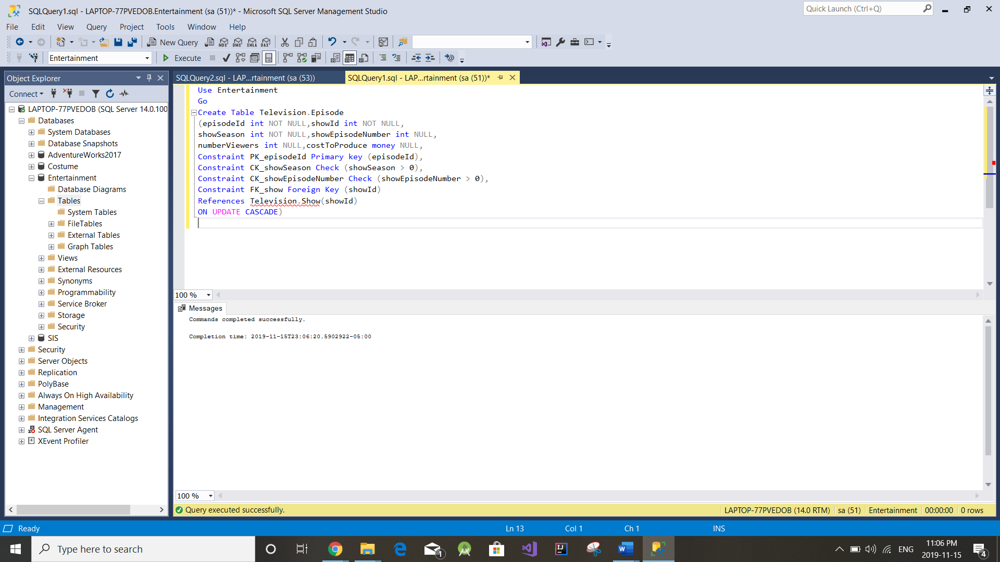 SQLQuery1.sql - LAPTOP-77PVEDOB.Entertainment (sa (51))* - Microsoft SQL Server Management Studio
Quick Launch (Ctrl+Q)
File Edit View Query Project Tools Window Help
New Query MDX DMX XMLA DAX
Entertainment Execute
Object Explorer
Connect
LAPTOP-77PVEDOB (SQL Server 14.0.100
Databases
System Databases
Database Snapshots
AdventureWorks2017
Costume
Entertainment
Database Diagrams
Tables
System Tables
FileTables
External Tables
Graph Tables
Views
External Resources
Synonyms
Programmability
Service Broker
Storage
Security
SIS
Security
Server Objects
Replication
PolyBase
Always On High Availability
Management
Integration Services Catalogs
SQL Server Agent
XEvent Profiler
SQLQuery2.sql - LAP...rtainment (sa (53))
SQLQuery1.sql - LAP...rtainment (sa (51))*
Use Entertainment
Go
Create Table Television.Episode
(episodeId int NOT NULL,showId int NOT NULL,
showSeason int NOT NULL,showEpisodeNumber int NULL,
numberViewers int NULL,costToProduce money NULL,
Constraint PK_episodeId Primary key (episodeId),
Constraint CK_showSeason Check (showSeason > 0),
Constraint CK_showEpisodeNumber Check (showEpisodeNumber > 0),
Constraint FK_show Foreign Key (showId)
References Television.Show(showId)
ON UPDATE CASCADE)
100 %
Messages
Commands completed successfully.
Completion time: 2019-11-15T23:06:20.5902922-05:00
100 %
Query executed successfully.
LAPTOP-77PVEDOB (14.0 RTM) sa (51) Entertainment 00:00:00 0 rows
Ready Ln 13 Col 1 Ch 1 INS
Type here to search
1
ENG
11:06 PM
2019-11-15
4